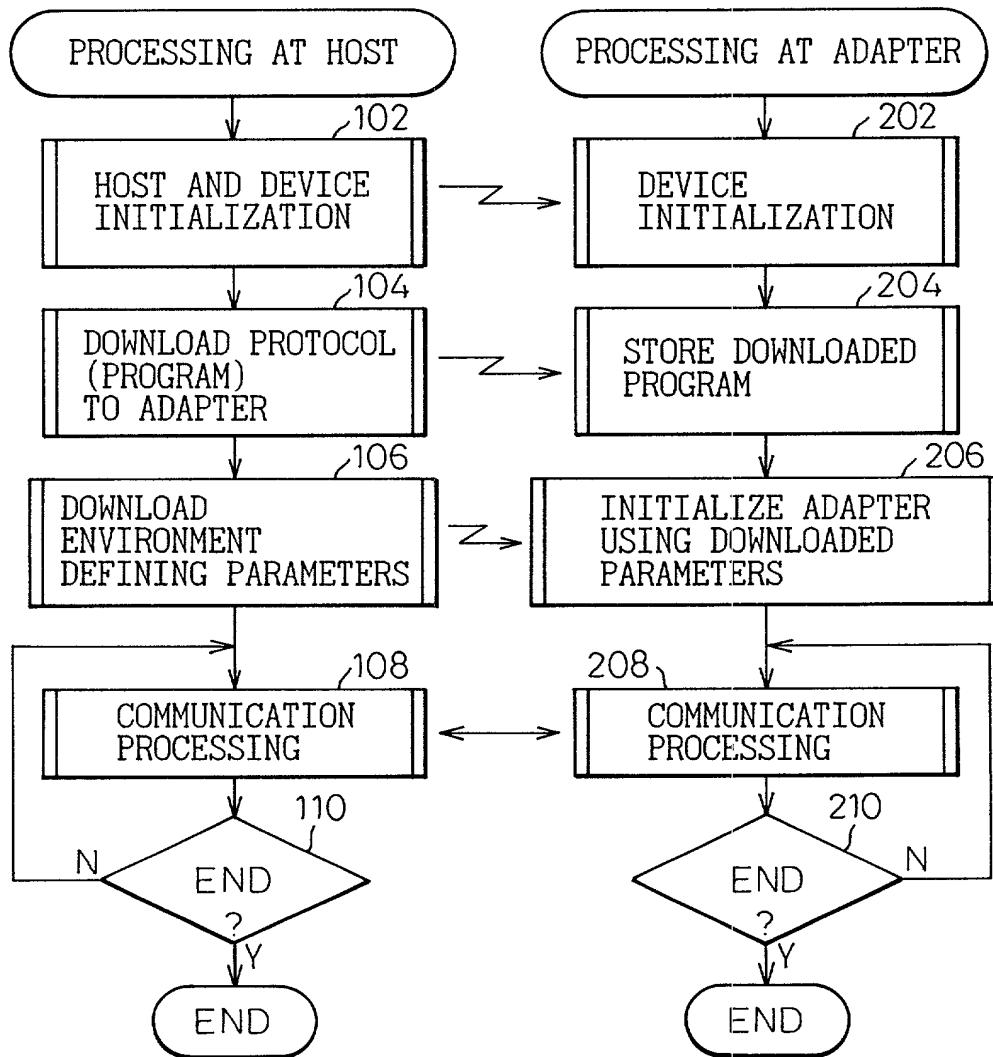 PROCESSING AT HOST
102
HOST AND DEVICE
INITIALIZATION
104
DOWNLOAD PROTOCOL
(PROGRAM)
TO ADAPTER
106
DOWNLOAD
ENVIRONMENT
DEFINING PARAMETERS
108
COMMUNICATION
PROCESSING
110
N
END
?
Y
END
PROCESSING AT ADAPTER
202
DEVICE
INITIALIZATION
204
STORE DOWNLOADED
PROGRAM
206
INITIALIZE ADAPTER
USING DOWNLOADED
PARAMETERS
208
COMMUNICATION
PROCESSING
210
N
END
?
Y
END